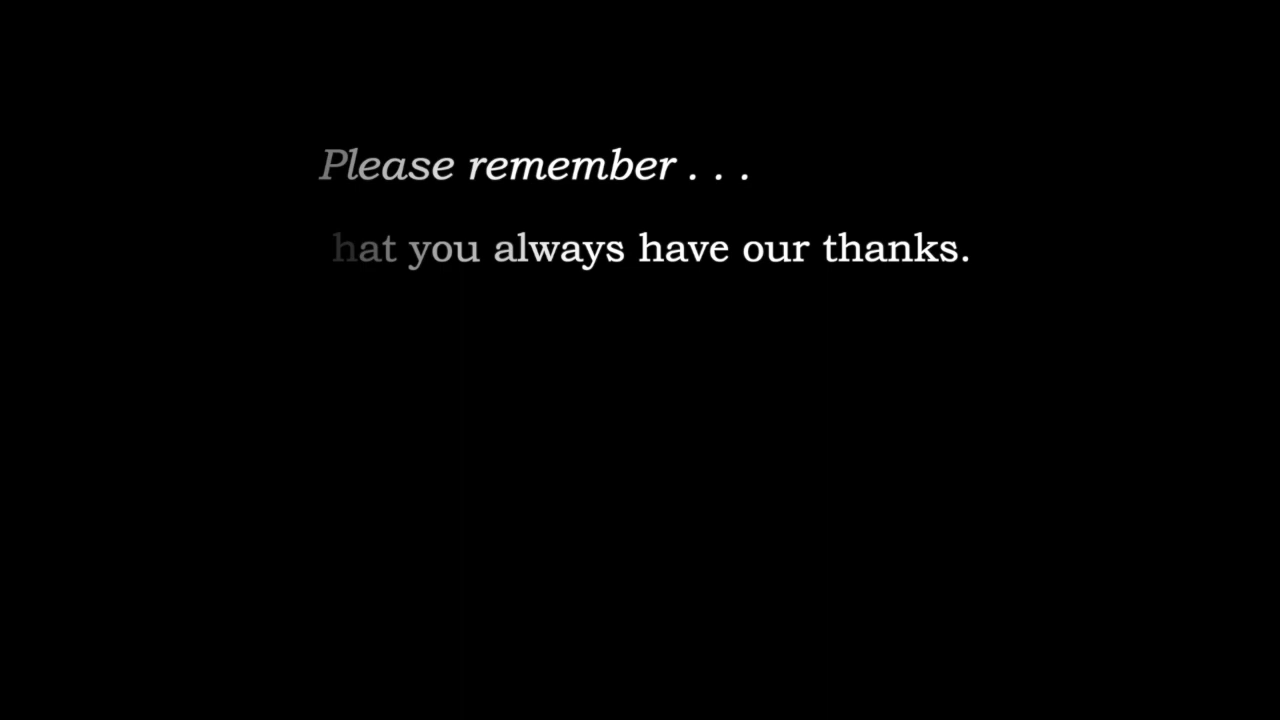 Please remember . . .
hat you always have our thanks.